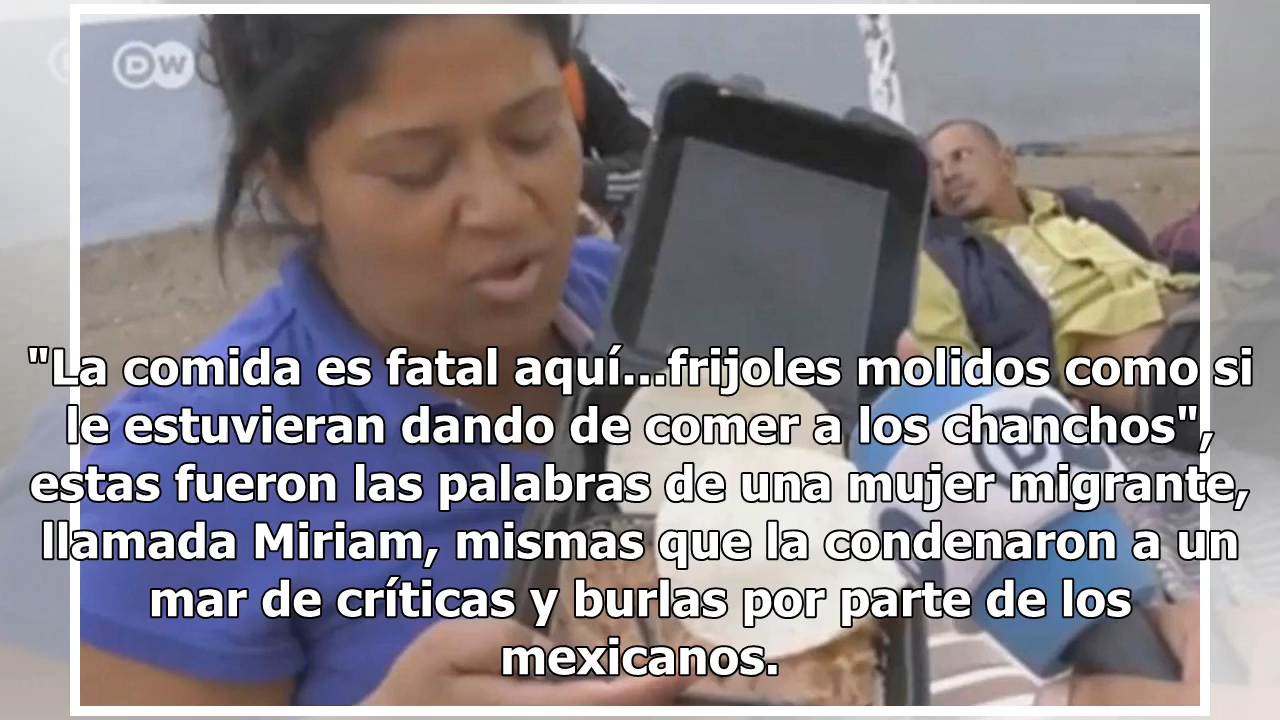 DW
"La comida es fatal aquí...frijoles molidos como si
le estuvieran dando de comer a los chanchos",
estas fueron las palabras de una mujer migrante,
llamada Miriam, mismas que la condenaron a un
mar de críticas y burlas por parte de los
mexicanos.